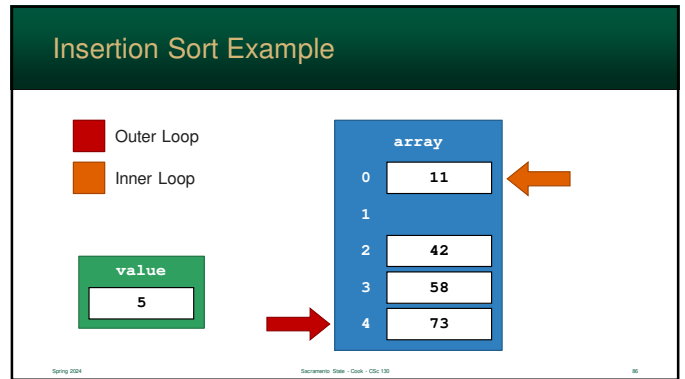 Insertion Sort Example
Outer Loop
Inner Loop
value
5
array
0 11
1
2 42
3 58
4 73
Spring 2024 Sacramento State - Cook - CSc 130 86